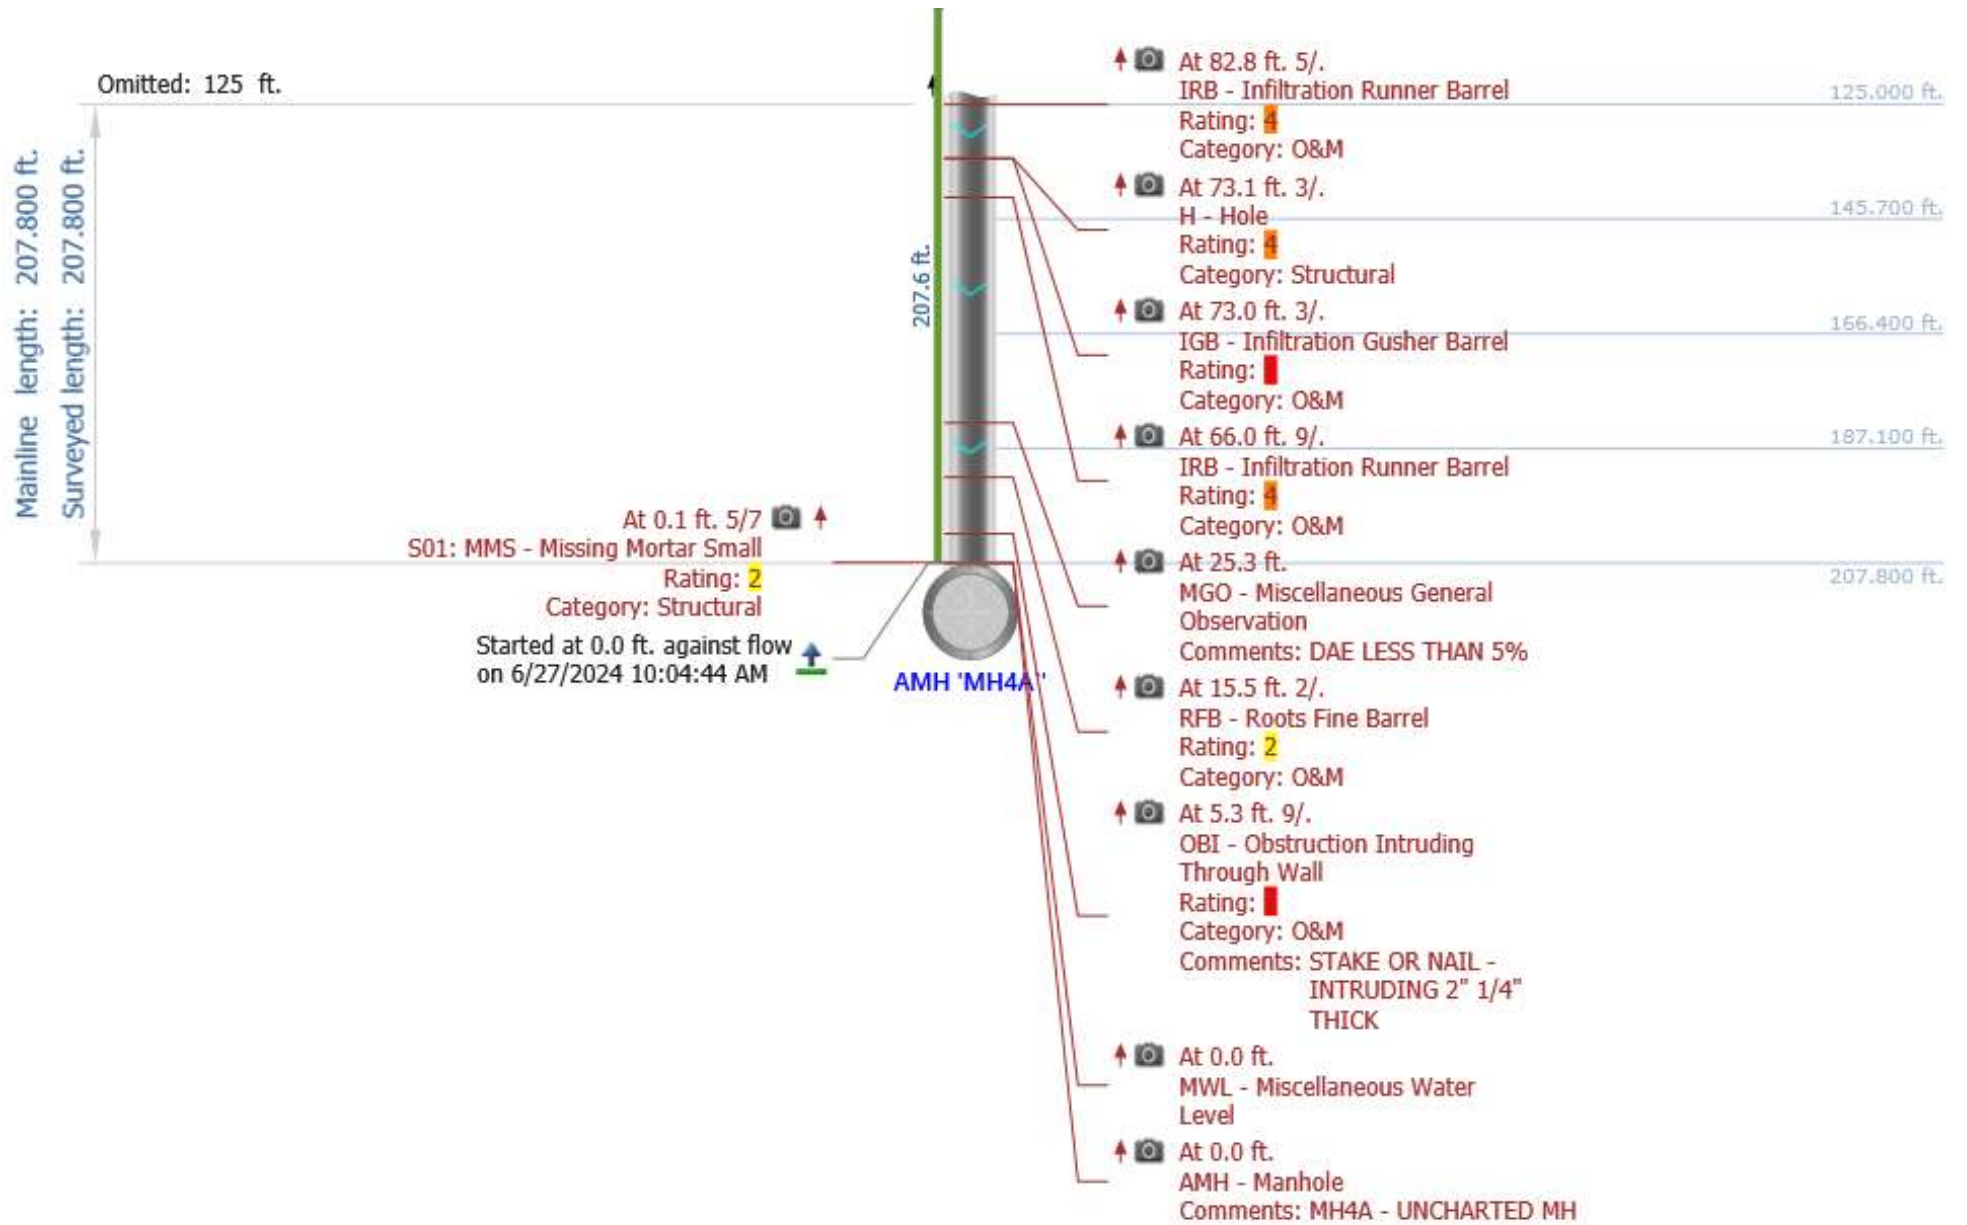 Omitted: 125 ft.
Mainline length: 207.800 ft.
Surveyed length: 207.800 ft.
207.6 ft.
At 0.1 ft. 5/7
S01: MMS - Missing Mortar Small
Rating: 2
Category: Structural
Started at 0.0 ft. against flow
on 6/27/2024 10:04:44 AM
AMH 'MH4A'
At 82.8 ft. 5/.
IRB - Infiltration Runner Barrel
Rating: 4
Category: O&M
At 73.1 ft. 3/.
H - Hole
Rating: 4
Category: Structural
At 73.0 ft. 3/.
IGB - Infiltration Gusher Barrel
Rating:
Category: O&M
At 66.0 ft. 9/.
IRB - Infiltration Runner Barrel
Rating: 4
Category: O&M
At 25.3 ft.
MGO - Miscellaneous General
Observation
Comments: DAE LESS THAN 5%
At 15.5 ft. 2/.
RFB - Roots Fine Barrel
Rating: 2
Category: O&M
At 5.3 ft. 9/.
OBI - Obstruction Intruding
Through Wall
Rating:
Category: O&M
Comments: STAKE OR NAIL -
INTRUDING 2" 1/4"
THICK
At 0.0 ft.
MWL - Miscellaneous Water
Level
At 0.0 ft.
AMH - Manhole
Comments: MH4A - UNCHARTED MH
125.000 ft.
145.700 ft.
166.400 ft.
187.100 ft.
207.800 ft.